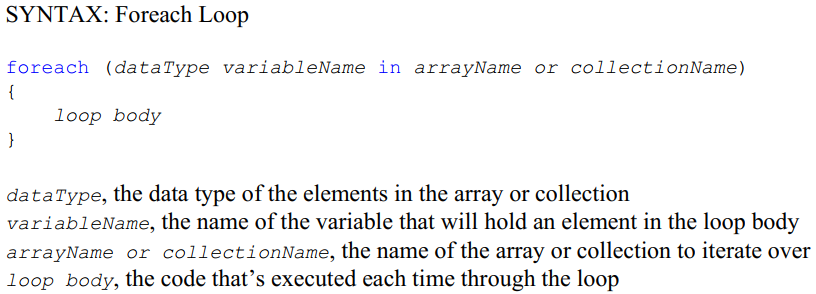 SYNTAX: Foreach Loop
foreach (dataType variableName in arrayName or collectionName)
{
loop body
}
dataType, the data type of the elements in the array or collection
variableName, the name of the variable that will hold an element in the loop body
arrayName or collectionName, the name of the array or collection to iterate over
loop body, the code that’s executed each time through the loop